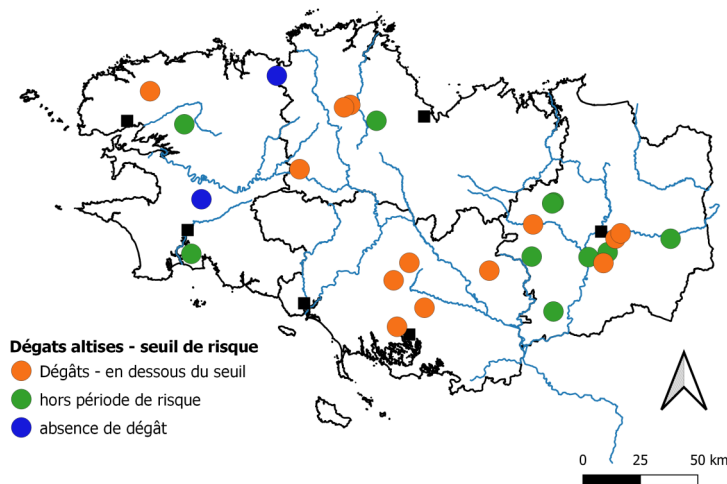 Dégats altises - seuil de risque
Dégâts - en dessous du seuil
hors période de risque
absence de dégât
0 25 50 km